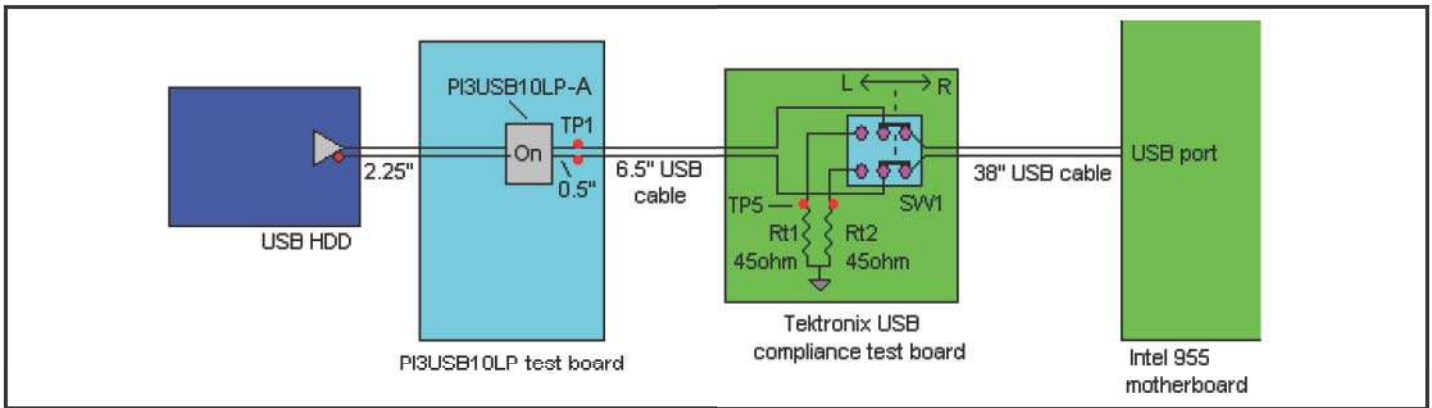 USB HDD
2.25"
PI3USB10LP-A
On
TP1
0.5"
PI3USB10LP test board
6.5" USB
cable
L
R
SW1
TP5
Rt1
45ohm
Rt2
45ohm
Tektronix USB
compliance test board
38" USB cable
USB port
Intel 955
motherboard